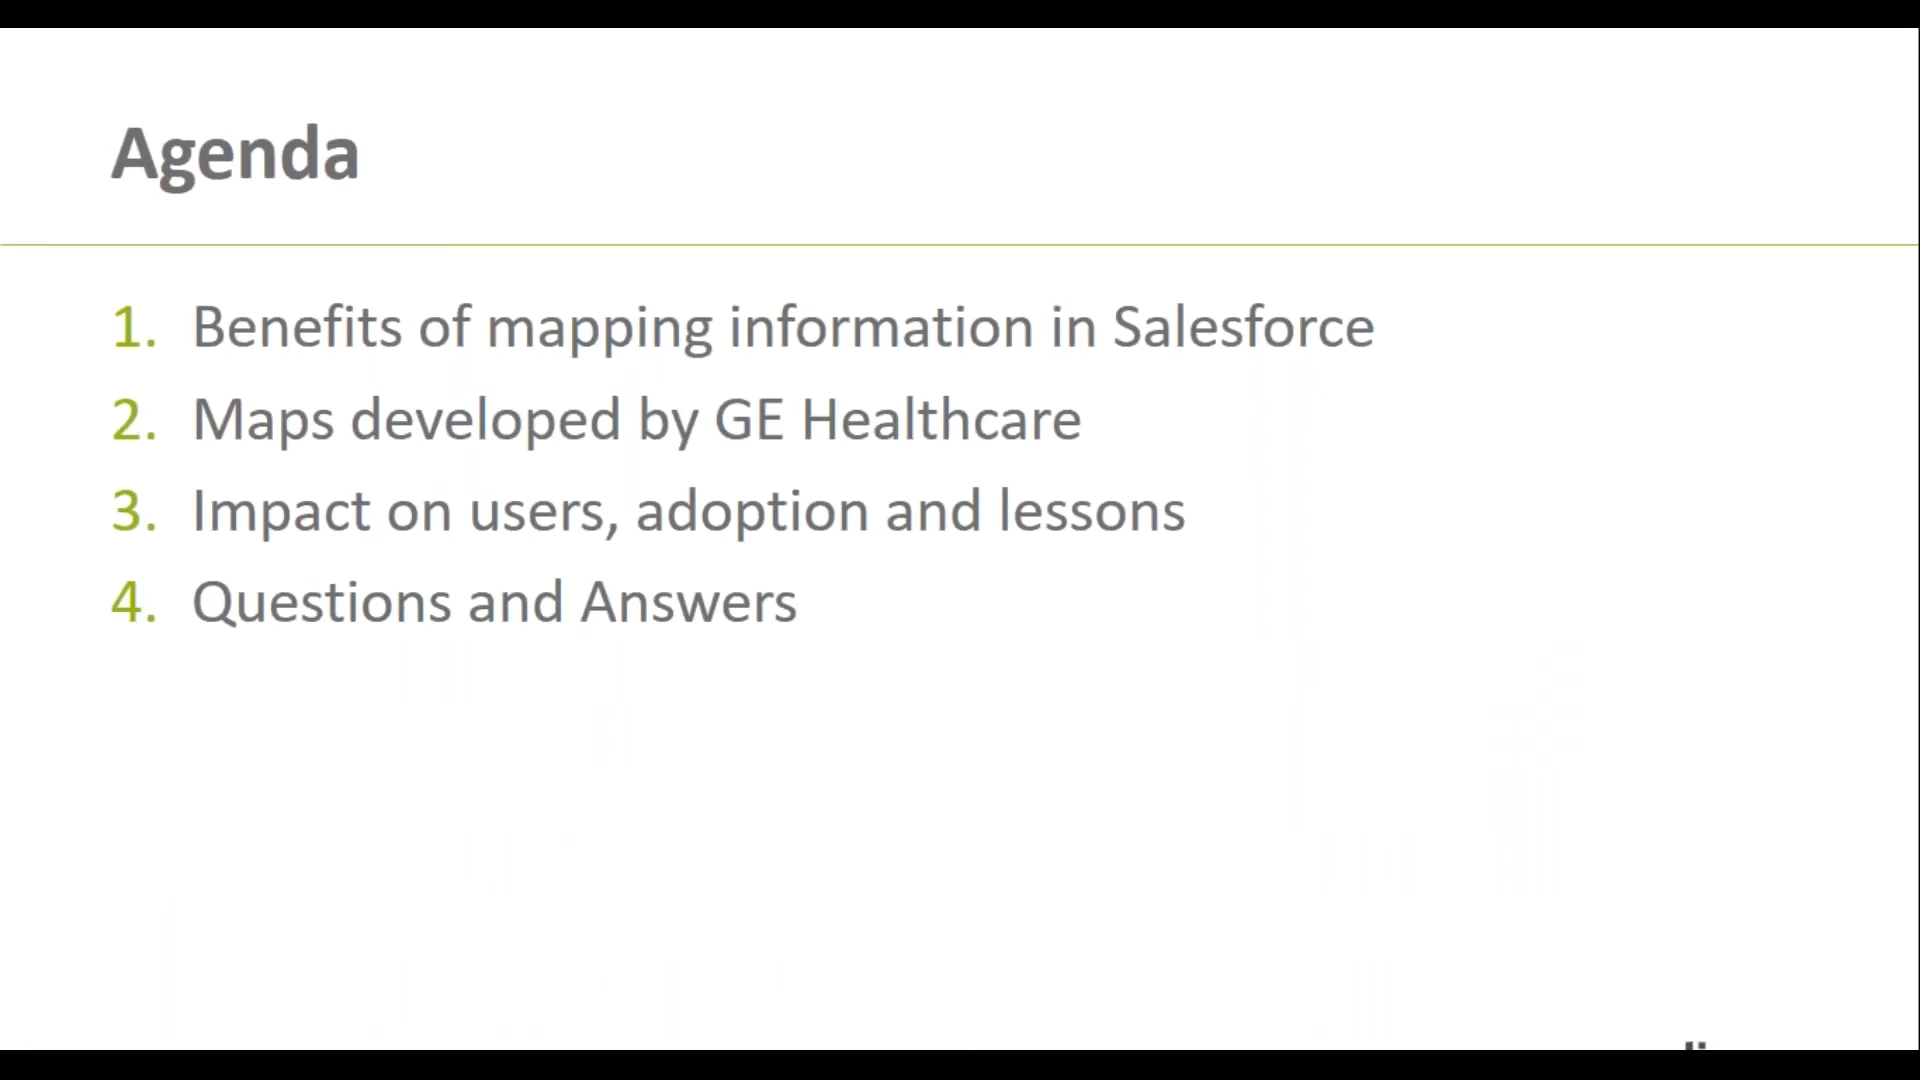 Agenda
1. Benefits of mapping information in Salesforce
2. Maps developed by GE Healthcare
3. Impact on users, adoption and lessons
4. Questions and Answers